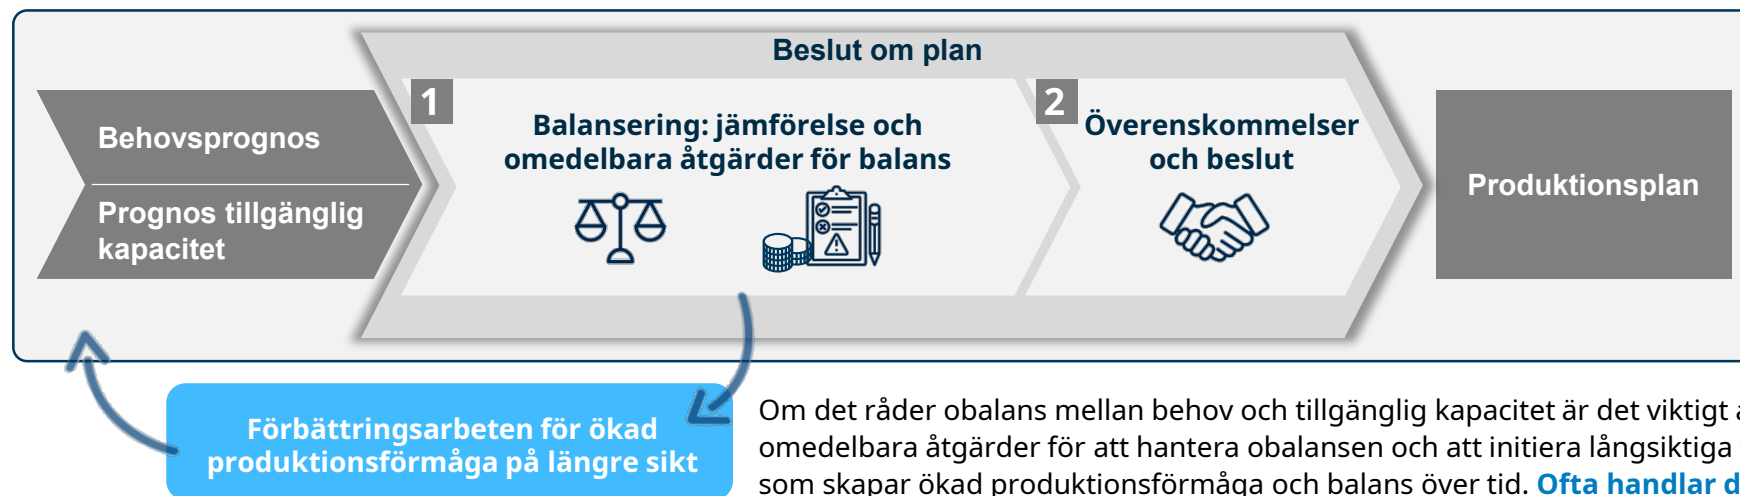 Beslut om plan
Behovsprognos
Prognos tillgänglig
kapacitet
1
Balansering: jämförelse och
omedelbara åtgärder för balans
2
Överenskommelser
och beslut
Produktionsplan
Förbättringsarbeten för ökad
produktionsförmåga på längre sikt
Om det råder obalans mellan behov och tillgänglig kapacitet är det viktigt
omedelbara åtgärder för att hantera obalansen och att initiera långsiktiga
som skapar ökad produktionsförmåga och balans över tid. Ofta handlar